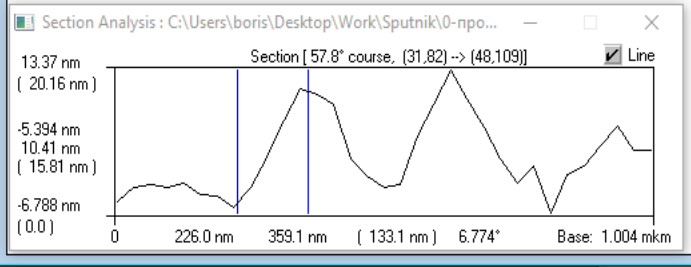 Section Analysis : C:\Users\boris\Desktop\Work\Sputnik\0-про...
Section [ 57.8° course, (31,82) --> (48,109)]
Line
13.37 nm
( 20.16 nm )
-5.394 nm
10.41 nm
( 15.81 nm )
-6.788 nm
( 0.0 )
0 226.0 nm 359.1 nm ( 133.1 nm ) 6.774° Base: 1.004 mkm